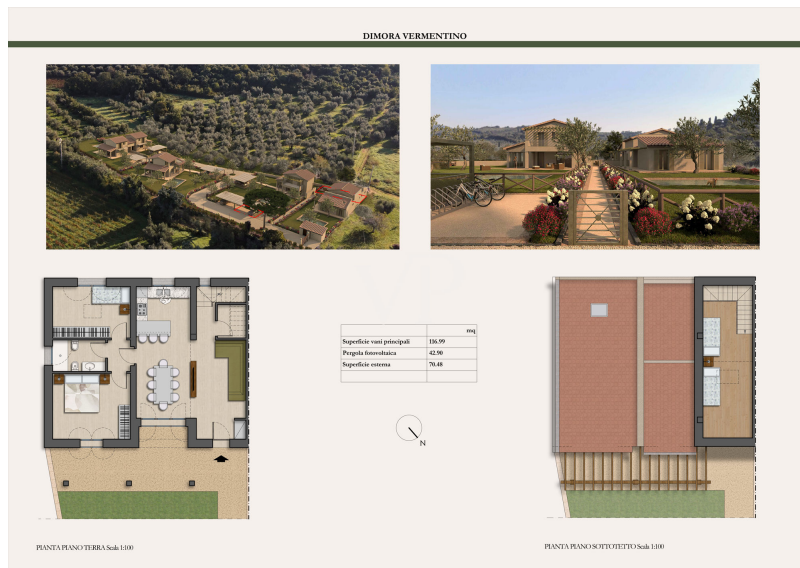 DIMORA VERMENTINO
mq
Superficie vani principali 116.99
Pergola fotovoltaica 42.90
Superficie esterna 70.48
N
PIANTA PIANO TERRA Scala 1:100
PIANTA PIANO SOTTOTETTO Scala 1:100